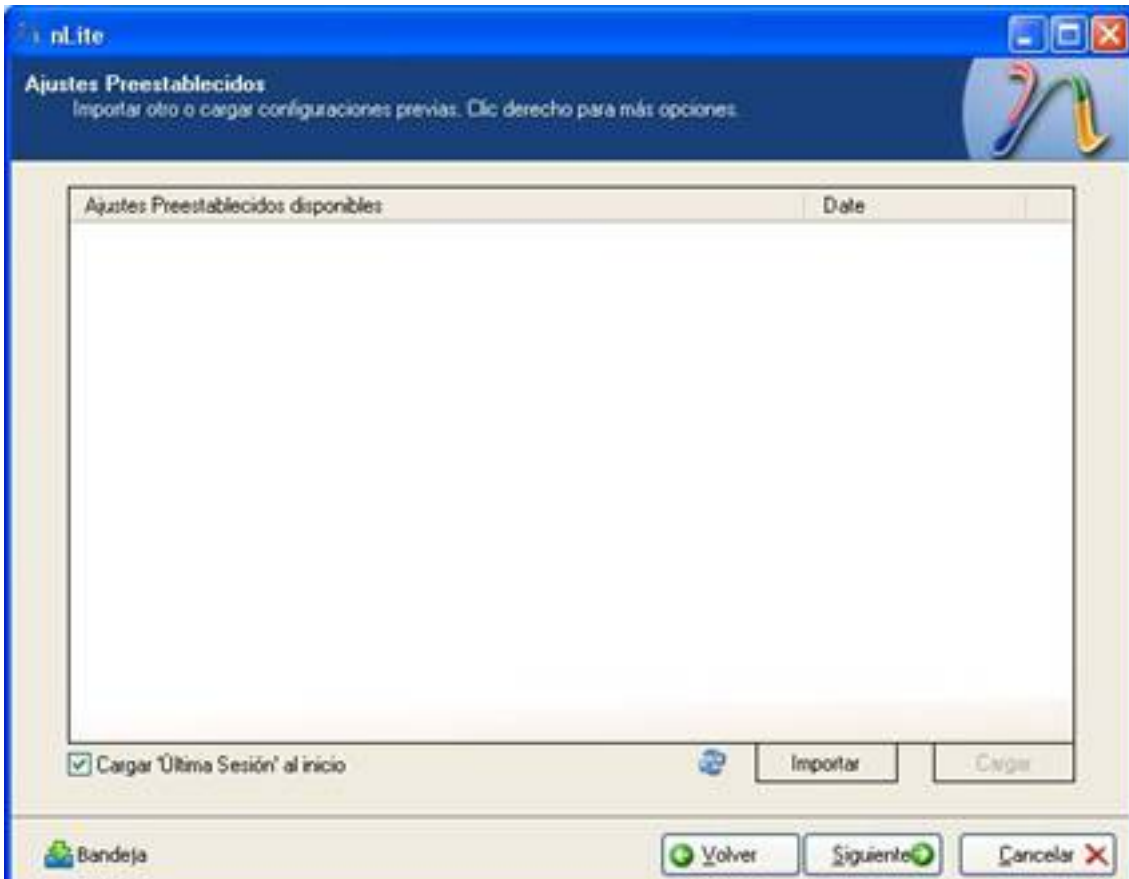 nLite
Ajustes Preestablecidos
Importar otro o cargar configuraciones previas. Clic derecho para más opciones.
Ajustes Preestablecidos disponibles Date
Cargar 'Última Sesión' al inicio Importar Cargar
Bandeja Volver Siguiente Cancelar